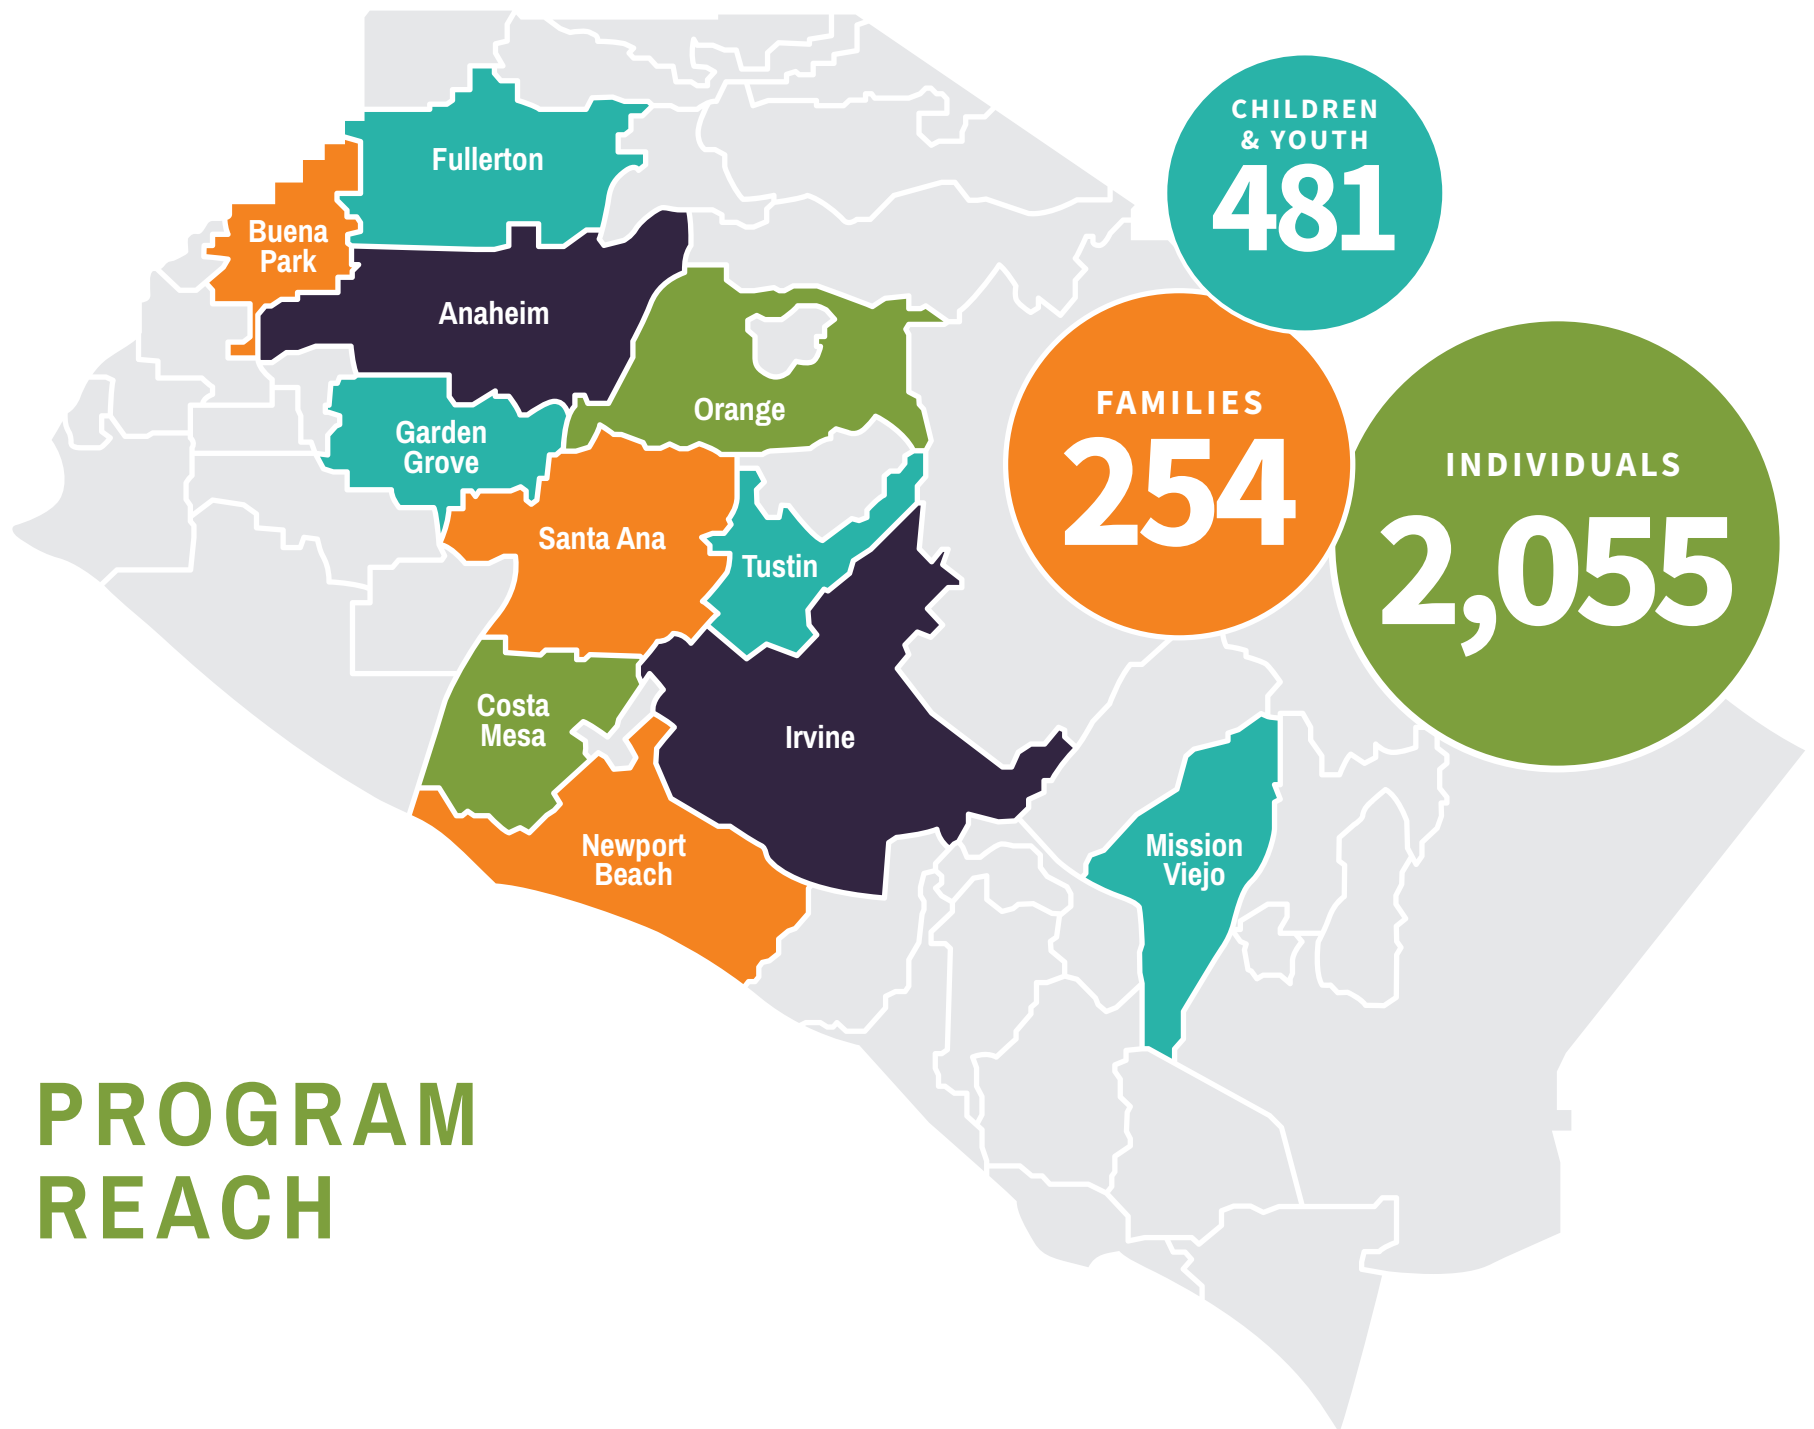 CHILDREN
& YOUTH
481
Fullerton
Buena
Park
Anaheim
FAMILIES
254
Orange
INDIVIDUALS
2,055
Garden
Grove
Santa Ana
Tustin
Costa
Mesa
Irvine
Newport
Beach
Mission
Viejo
PROGRAM
REACH